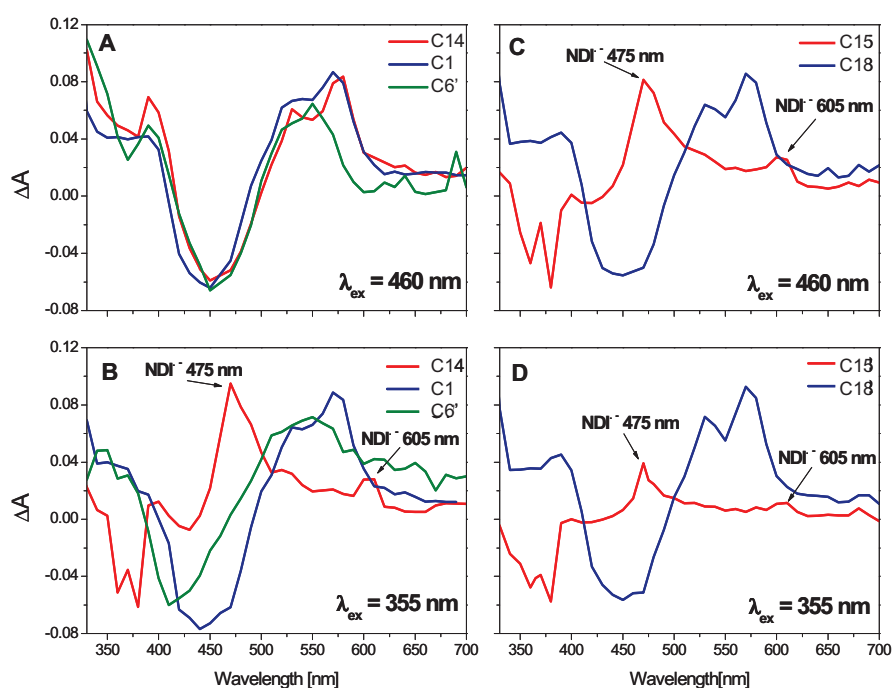 A
C14
C1
C6'
0.12
0.08
0.04
0.00
-0.04
-0.08
ΔA
λex = 460 nm
C
C15
C18
NDI·- 475 nm
NDI·- 605 nm
λex = 460 nm
B
C14
C1
C6'
0.12
0.08
0.04
0.00
-0.04
-0.08
ΔA
NDI·- 475 nm
NDI·- 605 nm
λex = 355 nm
350 400 450 500 550 600 650 700
Wavelength [nm]
D
C15
C18
NDI·- 475 nm
NDI·- 605 nm
λex = 355 nm
350 400 450 500 550 600 650 700
Wavelength[nm]